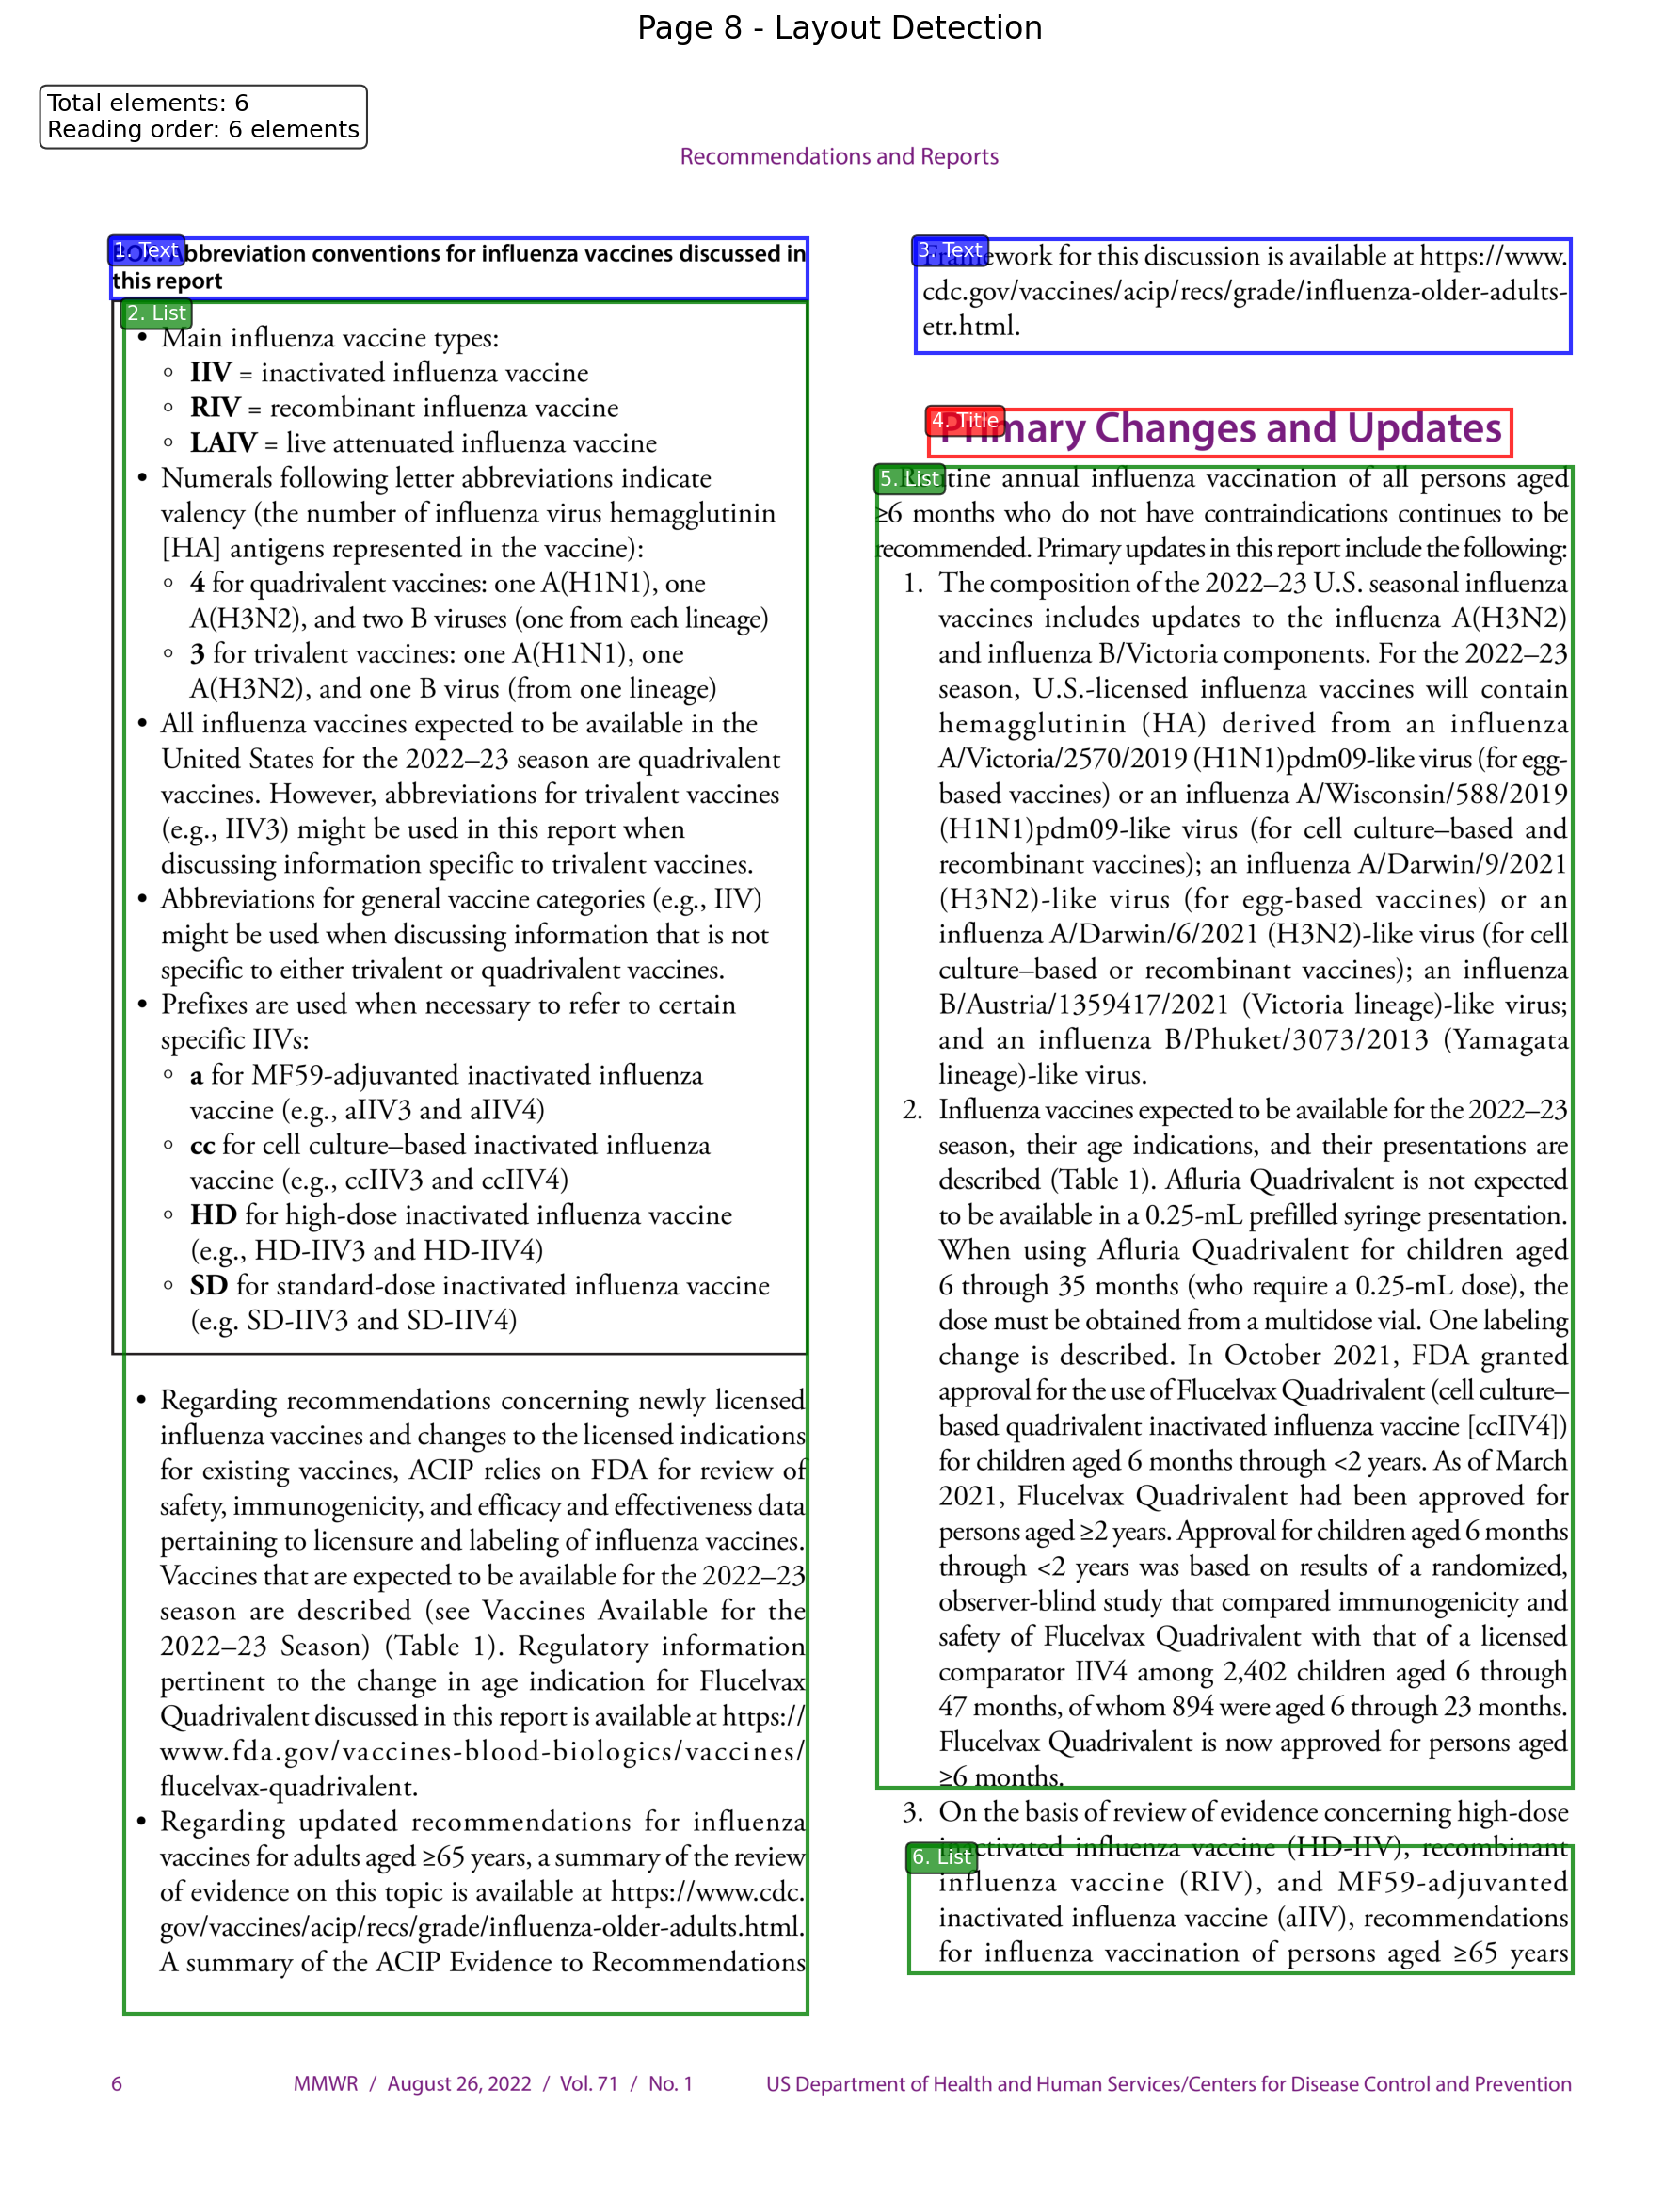 Page 8 - Layout Detection
Total elements: 6
Reading order: 6 elements
Recommendations and Reports
1. Text
Abbreviation conventions for influenza vaccines discussed in
this report
2. List
• Main influenza vaccine types:
◦ IIV = inactivated influenza vaccine
◦ RIV = recombinant influenza vaccine
◦ LAIV = live attenuated influenza vaccine
• Numerals following letter abbreviations indicate
valency (the number of influenza virus hemagglutinin
[HA] antigens represented in the vaccine):
◦ 4 for quadrivalent vaccines: one A(H1N1), one
A(H3N2), and two B viruses (one from each lineage)
◦ 3 for trivalent vaccines: one A(H1N1), one
A(H3N2), and one B virus (from one lineage)
• All influenza vaccines expected to be available in the
United States for the 2022–23 season are quadrivalent
vaccines. However, abbreviations for trivalent vaccines
(e.g., IIV3) might be used in this report when
discussing information specific to trivalent vaccines.
• Abbreviations for general vaccine categories (e.g., IIV)
might be used when discussing information that is not
specific to either trivalent or quadrivalent vaccines.
• Prefixes are used when necessary to refer to certain
specific IIVs:
◦ a for MF59-adjuvanted inactivated influenza
vaccine (e.g., aIIV3 and aIIV4)
◦ cc for cell culture–based inactivated influenza
vaccine (e.g., ccIIV3 and ccIIV4)
◦ HD for high-dose inactivated influenza vaccine
(e.g., HD-IIV3 and HD-IIV4)
◦ SD for standard-dose inactivated influenza vaccine
(e.g. SD-IIV3 and SD-IIV4)
• Regarding recommendations concerning newly licensed
influenza vaccines and changes to the licensed indications
for existing vaccines, ACIP relies on FDA for review of
safety, immunogenicity, and efficacy and effectiveness data
pertaining to licensure and labeling of influenza vaccines.
Vaccines that are expected to be available for the 2022–23
season are described (see Vaccines Available for the
2022–23 Season) (Table 1). Regulatory information
pertinent to the change in age indication for Flucelvax
Quadrivalent discussed in this report is available at https://
www.fda.gov/vaccines-blood-biologics/vaccines/
flucelvax-quadrivalent.
• Regarding updated recommendations for influenza
vaccines for adults aged ≥65 years, a summary of the review
of evidence on this topic is available at https://www.cdc.
gov/vaccines/acip/recs/grade/influenza-older-adults.html.
A summary of the ACIP Evidence to Recommendations
3. Text
Framework for this discussion is available at https://www.
cdc.gov/vaccines/acip/recs/grade/influenza-older-adults-
etr.html.
4. Title
Primary Changes and Updates
5. List
Routine annual influenza vaccination of all persons aged
≥6 months who do not have contraindications continues to be
recommended. Primary updates in this report include the following:
1. The composition of the 2022–23 U.S. seasonal influenza
vaccines includes updates to the influenza A(H3N2)
and influenza B/Victoria components. For the 2022–23
season, U.S.-licensed influenza vaccines will contain
hemagglutinin (HA) derived from an influenza
A/Victoria/2570/2019 (H1N1)pdm09-like virus (for egg-
based vaccines) or an influenza A/Wisconsin/588/2019
(H1N1)pdm09-like virus (for cell culture–based and
recombinant vaccines); an influenza A/Darwin/9/2021
(H3N2)-like virus (for egg-based vaccines) or an
influenza A/Darwin/6/2021 (H3N2)-like virus (for cell
culture–based or recombinant vaccines); an influenza
B/Austria/1359417/2021 (Victoria lineage)-like virus;
and an influenza B/Phuket/3073/2013 (Yamagata
lineage)-like virus.
2. Influenza vaccines expected to be available for the 2022–23
season, their age indications, and their presentations are
described (Table 1). Afluria Quadrivalent is not expected
to be available in a 0.25-mL prefilled syringe presentation.
When using Afluria Quadrivalent for children aged
6 through 35 months (who require a 0.25-mL dose), the
dose must be obtained from a multidose vial. One labeling
change is described. In October 2021, FDA granted
approval for the use of Flucelvax Quadrivalent (cell culture–
based quadrivalent inactivated influenza vaccine [ccIIV4])
for children aged 6 months through <2 years. As of March
2021, Flucelvax Quadrivalent had been approved for
persons aged ≥2 years. Approval for children aged 6 months
through <2 years was based on results of a randomized,
observer-blind study that compared immunogenicity and
safety of Flucelvax Quadrivalent with that of a licensed
comparator IIV4 among 2,402 children aged 6 through
47 months, of whom 894 were aged 6 through 23 months.
Flucelvax Quadrivalent is now approved for persons aged
≥6 months.
3. On the basis of review of evidence concerning high-dose
6. List
inactivated influenza vaccine (HD-IIV), recombinant
influenza vaccine (RIV), and MF59-adjuvanted
inactivated influenza vaccine (aIIV), recommendations
for influenza vaccination of persons aged ≥65 years
6
MMWR / August 26, 2022 / Vol. 71 / No. 1
US Department of Health and Human Services/Centers for Disease Control and Prevention